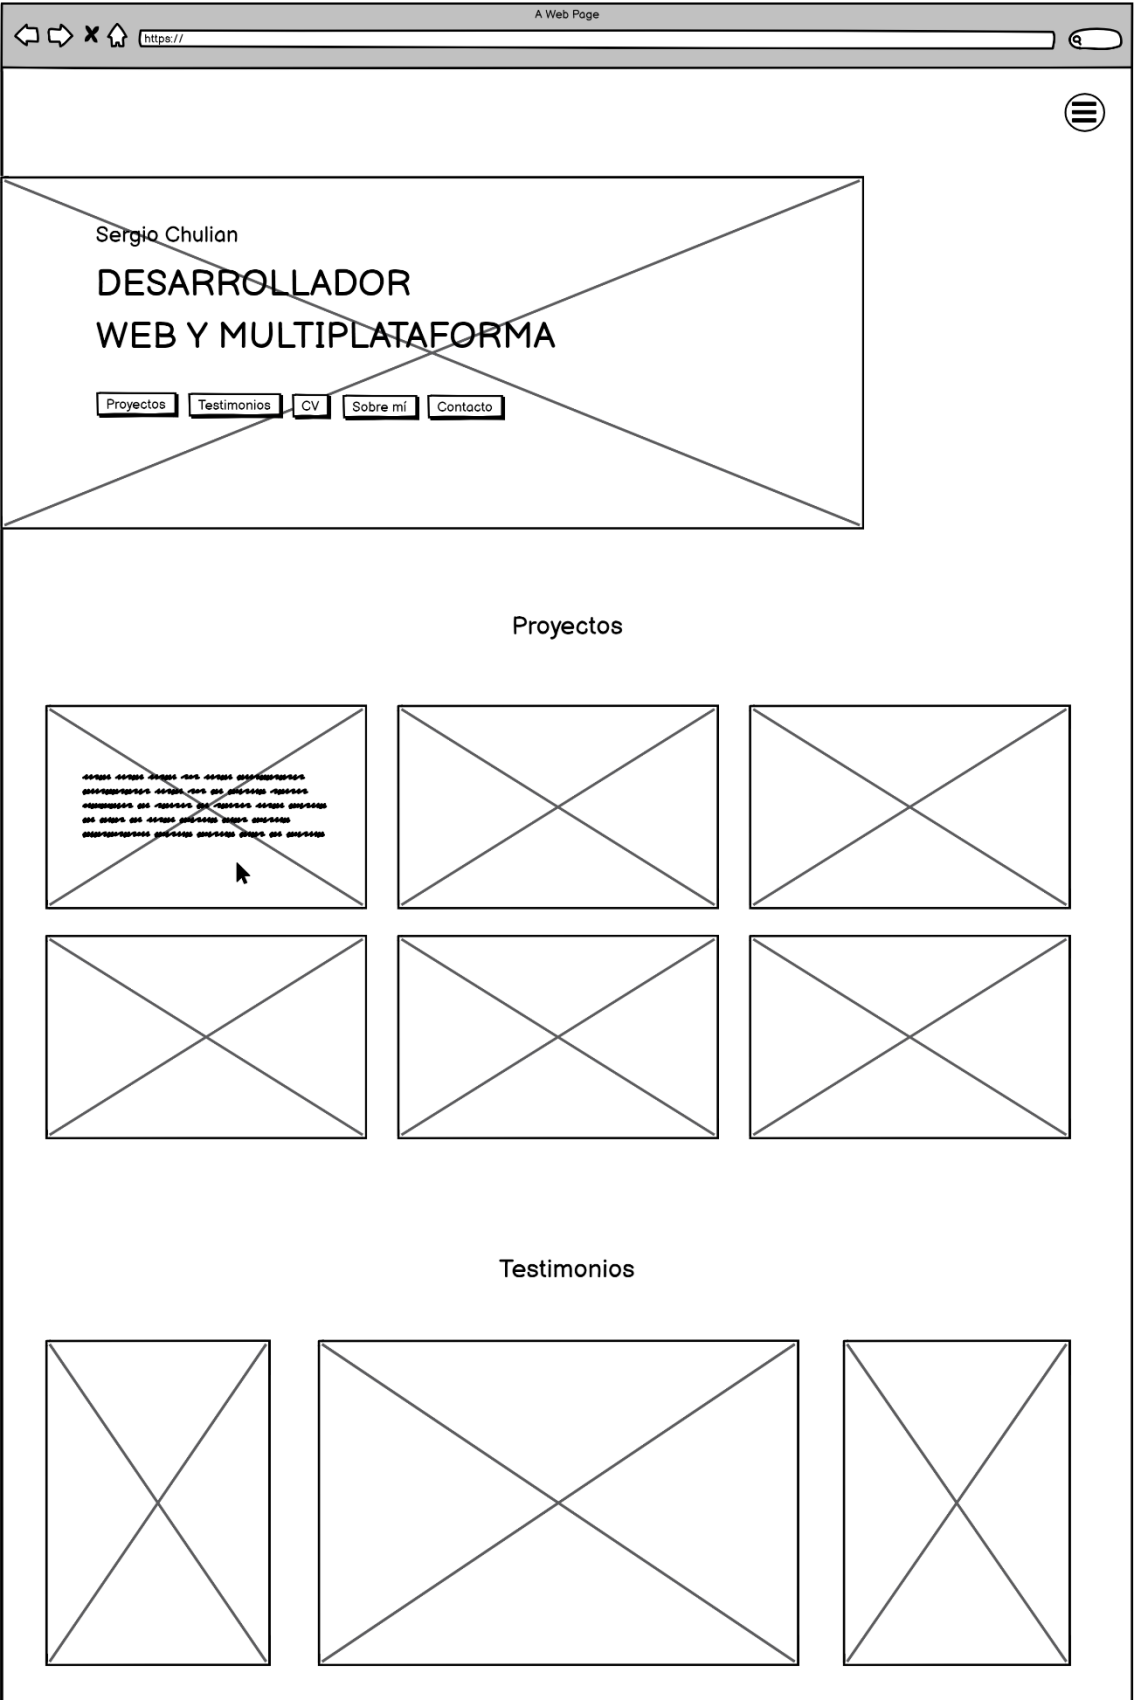 A Web Page
https://
Sergio Chulian
DESARROLLADOR
WEB Y MULTIPLATAFORMA
Proyectos Testimonios CV Sobre mí Contacto
Proyectos
Testimonios